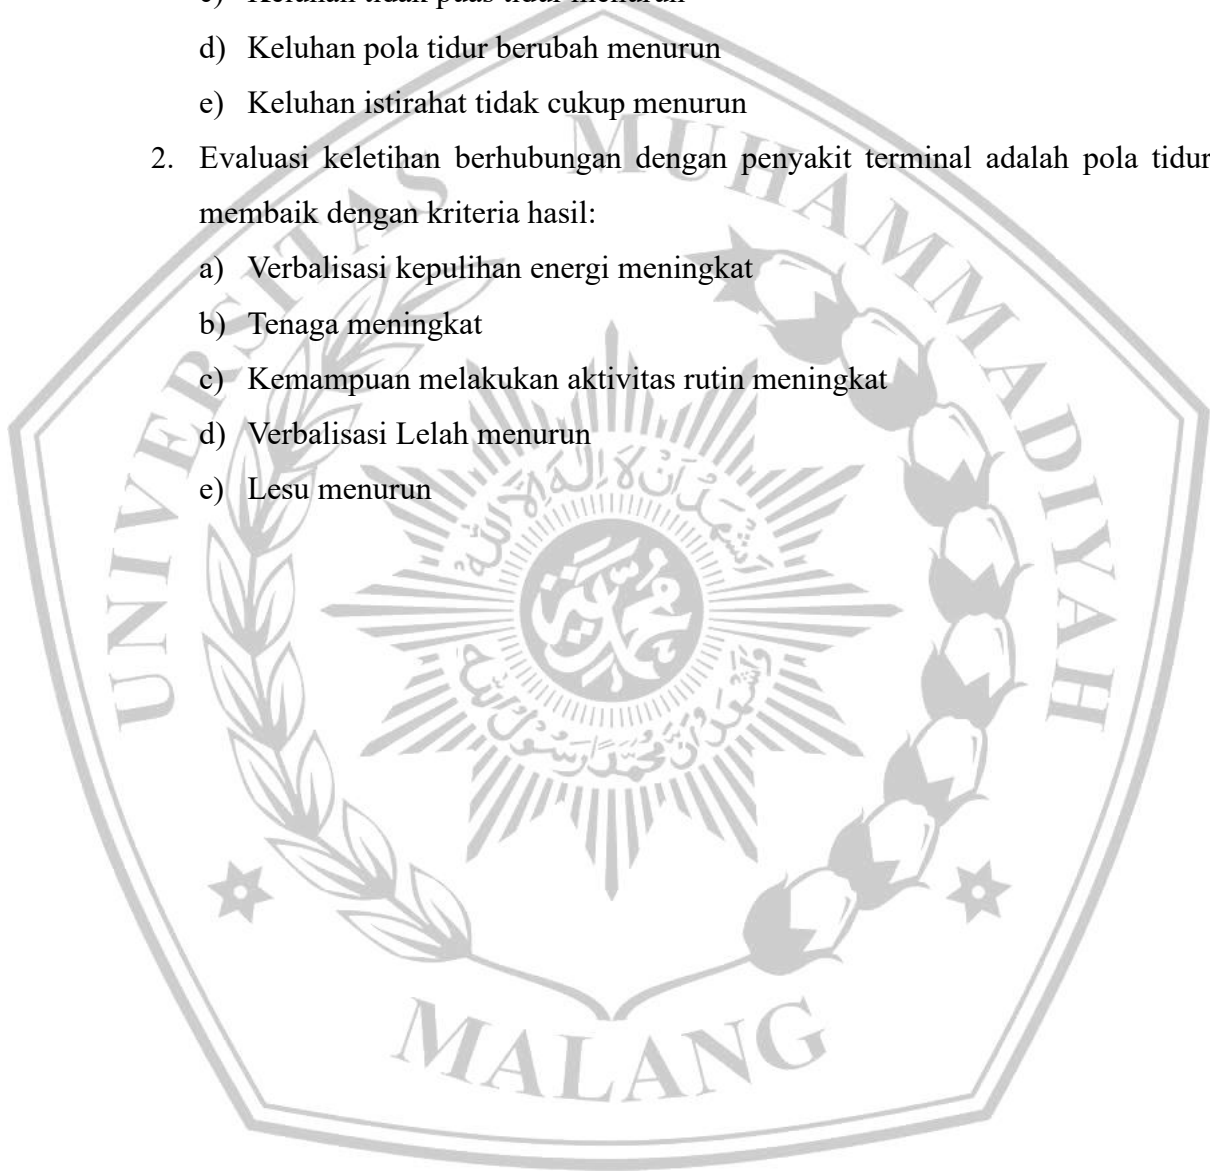 d) Keluhan pola tidur berubah menurun
e) Keluhan istirahat tidak cukup menurun
2. Evaluasi keletihan berhubungan dengan penyakit terminal adalah pola tidur
membaik dengan kriteria hasil:
a) Verbalisasi kepulihan energi meningkat
b) Tenaga meningkat
c) Kemampuan melakukan aktivitas rutin meningkat
d) Verbalisasi Lelah menurun
e) Lesu menurun
UNIVERSITAS MUHAMMADIYAH
MALANG